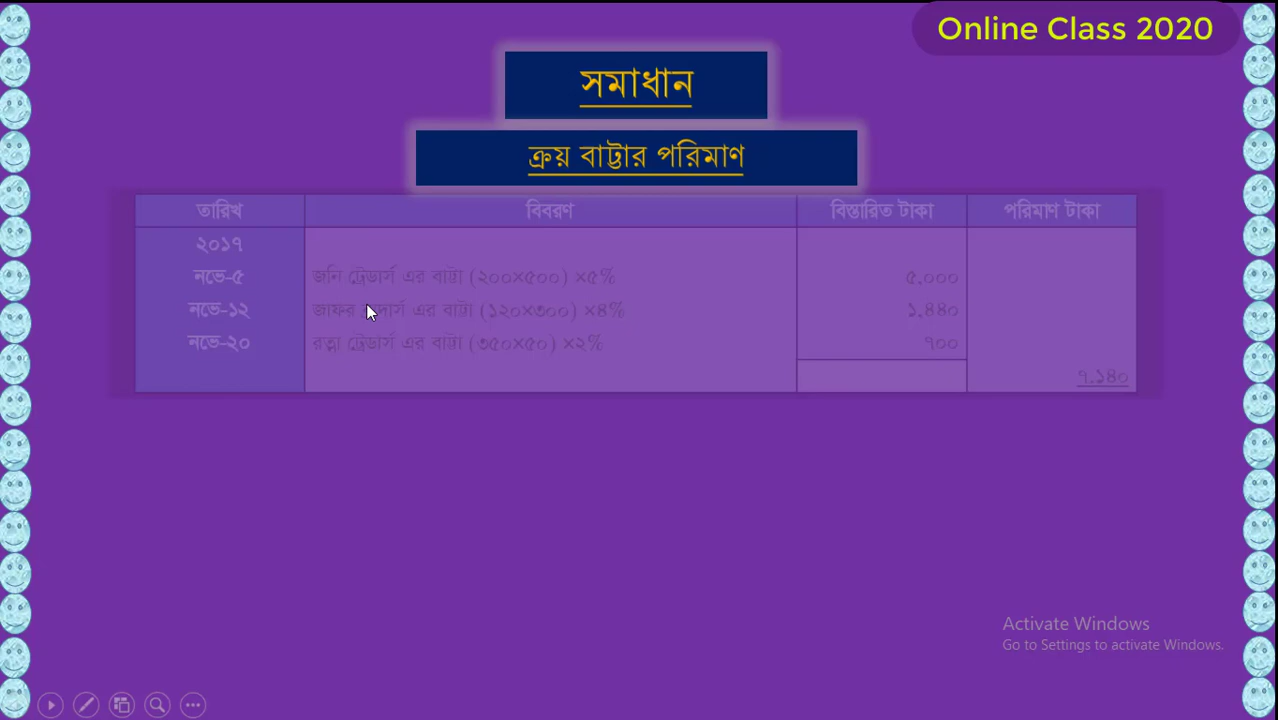 Online Class 2020
সমাধান
ক্রয় বাট্টার পরিমাণ
তারিখ বিবরণ বিস্তারিত টাকা পরিমাণ টাকা
২০১৭
নভে-৫ জনি ট্রেডার্স এর বাট্টা (২০০×৫০০) ×৫% ৫,০০০
নভে-১২ জাফর এর বাট্টা (১২০×৩০০) ×৪% ১,৪৪০
নভে-২০ রত্না ট্রেডার্স এর বাট্টা (৩৫০×৫০) ×২% ৭০০
৭,১৪০
Activate Windows
Go to Settings to activate Windows.